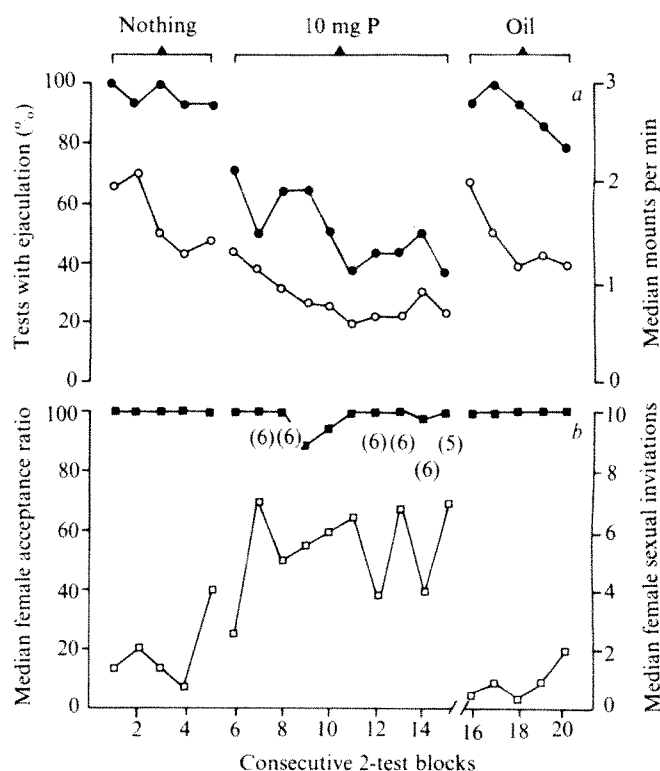 Nothing 10 mg P Oil
a
100 80 60 40 20 0
Tests with ejaculation (%)
3 2 1 0
Median mounts per min
b
100 80 60 40 20 0
Median female acceptance ratio
(6) (6) (6) (6) (6) (5)
10 8 6 4 2 0
Median female sexual invitations
2 4 6 8 10 12 14 16 18 20
Consecutive 2-test blocks